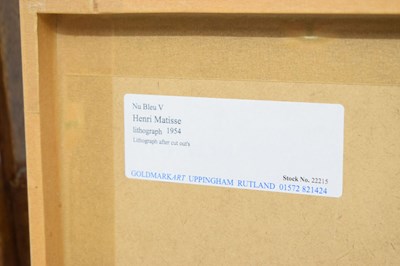 Nu Bleu V
Henri Matisse
lithograph 1954
Lithograph after cut outs
Stock No. 22215
GOLDMARKART UPPINGHAM RUTLAND 01572 821424